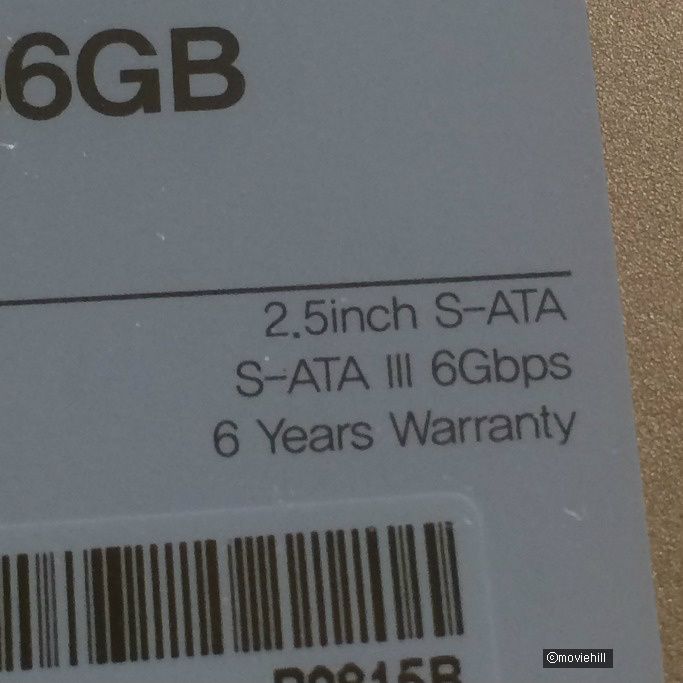 6GB
2.5inch S-ATA
S-ATA III 6Gbps
6 Years Warranty
©moviehill